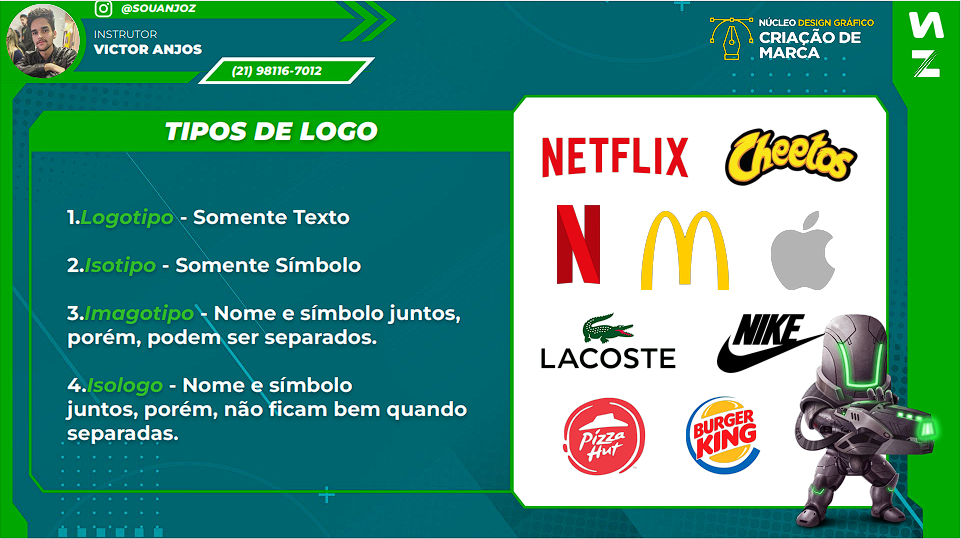 @SOUANJOZ
INSTRUTOR
VICTOR ANJOS
(21) 98116-7012
NÚCLEO DESIGN GRÁFICO
CRIAÇÃO DE
MARCA
TIPOS DE LOGO
1.Logotipo - Somente Texto
2.Isotipo - Somente Símbolo
3.Imagotipo - Nome e símbolo juntos,
porém, podem ser separados.
4.Isologo - Nome e símbolo
juntos, porém, não ficam bem quando
separadas.
NETFLIX
Cheetos
N
M
LACOSTE
NIKE
Pizza
Hut
BURGER
KING